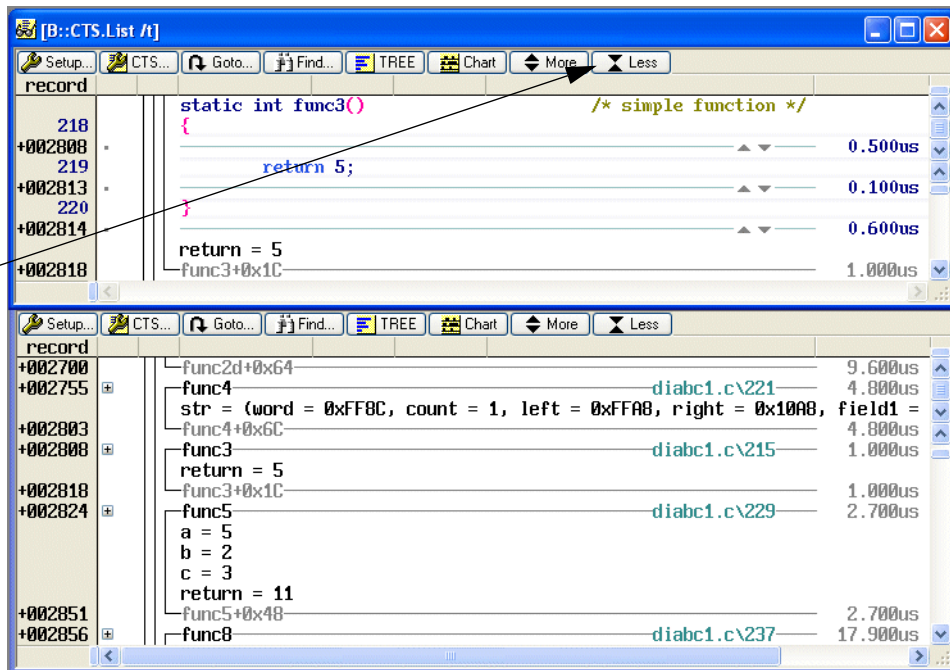 [B::CTS.List /t]
Setup... CTS... Goto... Find... TREE Chart More Less
record
static int func3() /* simple function */
218 {
+002808 0.500us
219 return 5;
+002813 0.100us
220 }
+002814 0.600us
return = 5
+002818 func3+0x1C 1.000us
Setup... CTS... Goto... Find... TREE Chart More Less
record
+002700 func2d+0x64 9.600us
+002755 func4 diabc1.c\221 4.800us
str = (word = 0xFF8C, count = 1, left = 0xFFA8, right = 0x10A8, field1 =
+002803 func4+0x6C 4.800us
+002808 func3 diabc1.c\215 1.000us
return = 5
+002818 func3+0x1C 1.000us
+002824 func5 diabc1.c\229 2.700us
a = 5
b = 2
c = 3
return = 11
+002851 func5+0x48 2.700us
+002856 func8 diabc1.c\237 17.900us